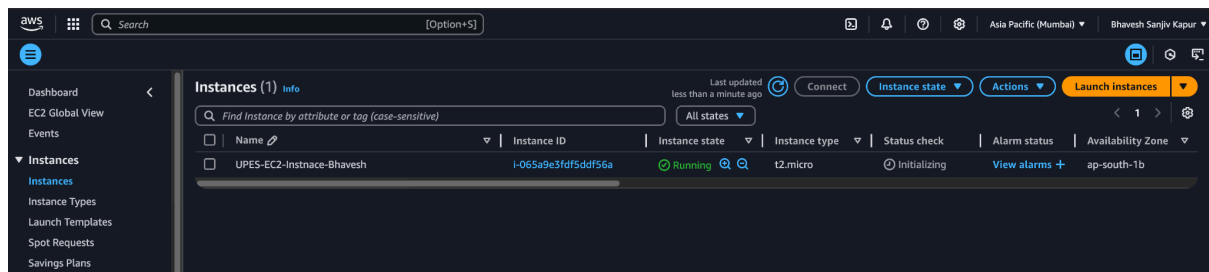 aws
Search [Option+S]
Asia Pacific (Mumbai) Bhavesh Sanjiv Kapur
Dashboard
EC2 Global View
Events
Instances
Instances
Instance Types
Launch Templates
Spot Requests
Savings Plans
Instances (1) Info
Last updated
less than a minute ago
Connect Instance state Actions Launch instances
Find Instance by attribute or tag (case-sensitive) All states 1
Name Instance ID Instance state Instance type Status check Alarm status Availability Zone
UPES-EC2-Instnace-Bhavesh i-065a9e3fdf5ddf56a Running t2.micro Initializing View alarms + ap-south-1b